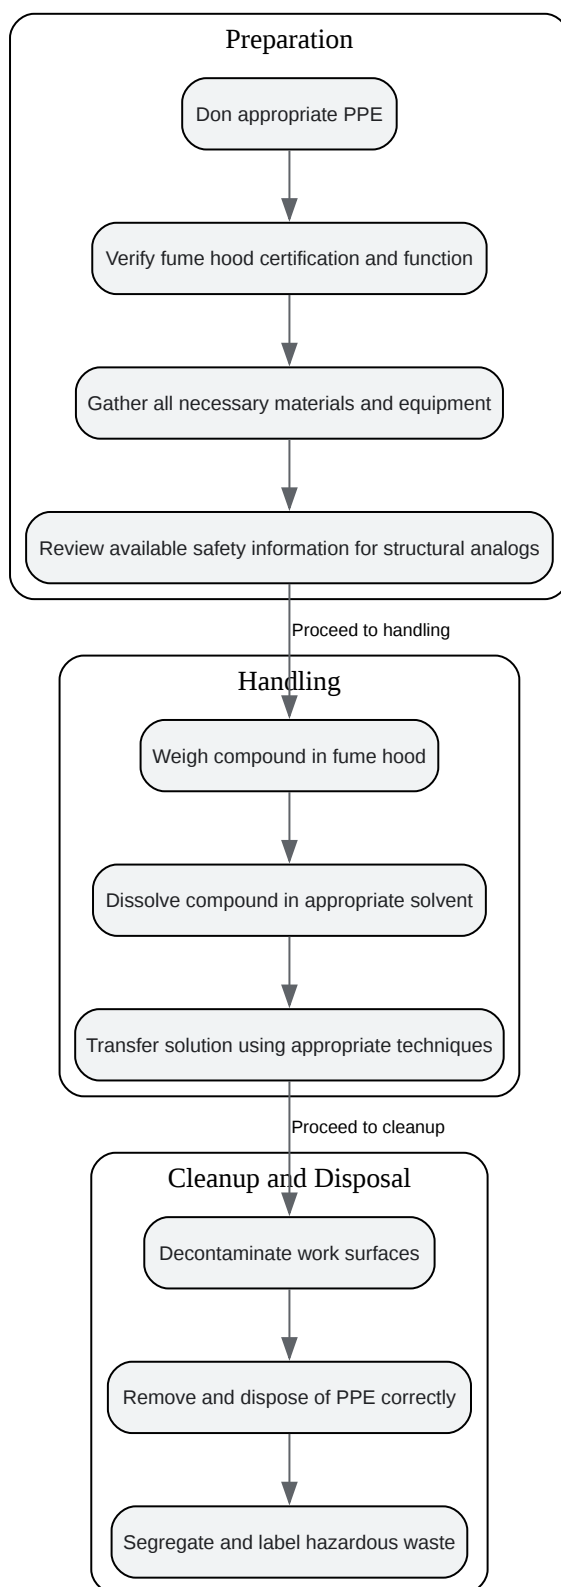 Preparation
Don appropriate PPE
Verify fume hood certification and function
Gather all necessary materials and equipment
Review available safety information for structural analogs
Proceed to handling
Handling
Weigh compound in fume hood
Dissolve compound in appropriate solvent
Transfer solution using appropriate techniques
Proceed to cleanup
Cleanup and Disposal
Decontaminate work surfaces
Remove and dispose of PPE correctly
Segregate and label hazardous waste